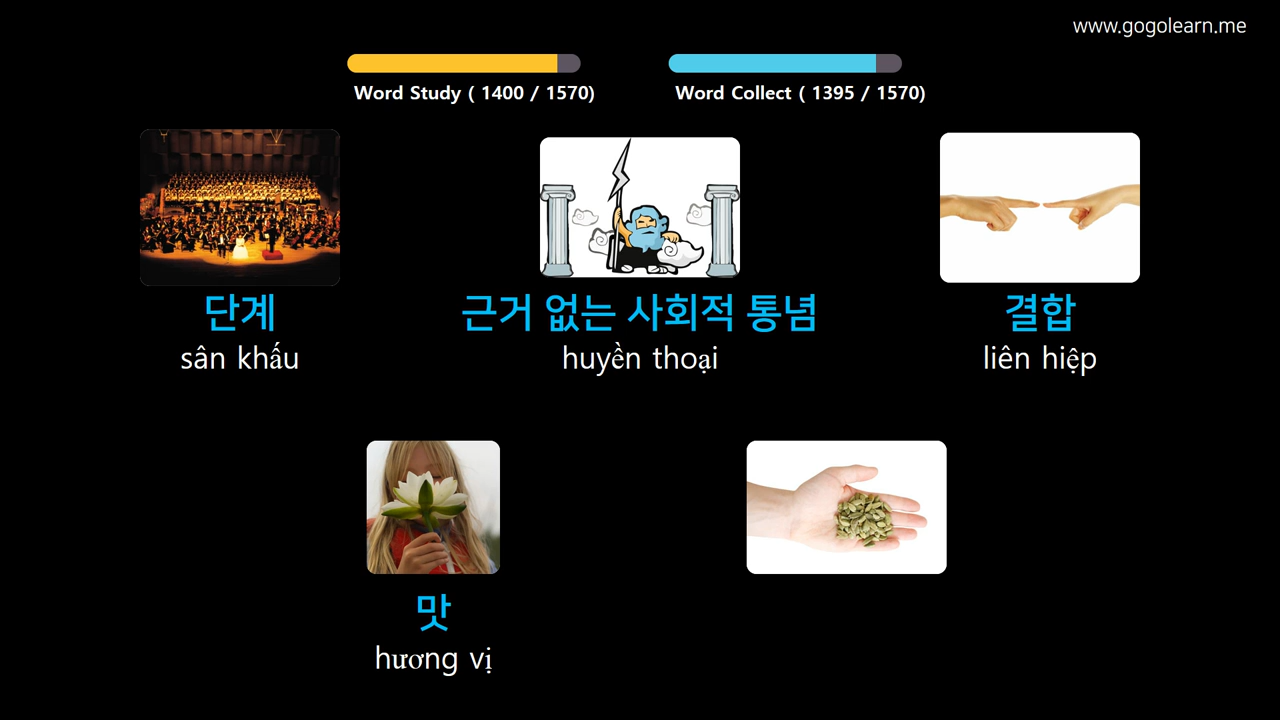 www.gogolearn.me
Word Study ( 1400 / 1570)
Word Collect ( 1395 / 1570)
단계
sân khấu
근거 없는 사회적 통념
huyền thoại
결합
liên hiệp
맛
hương vị